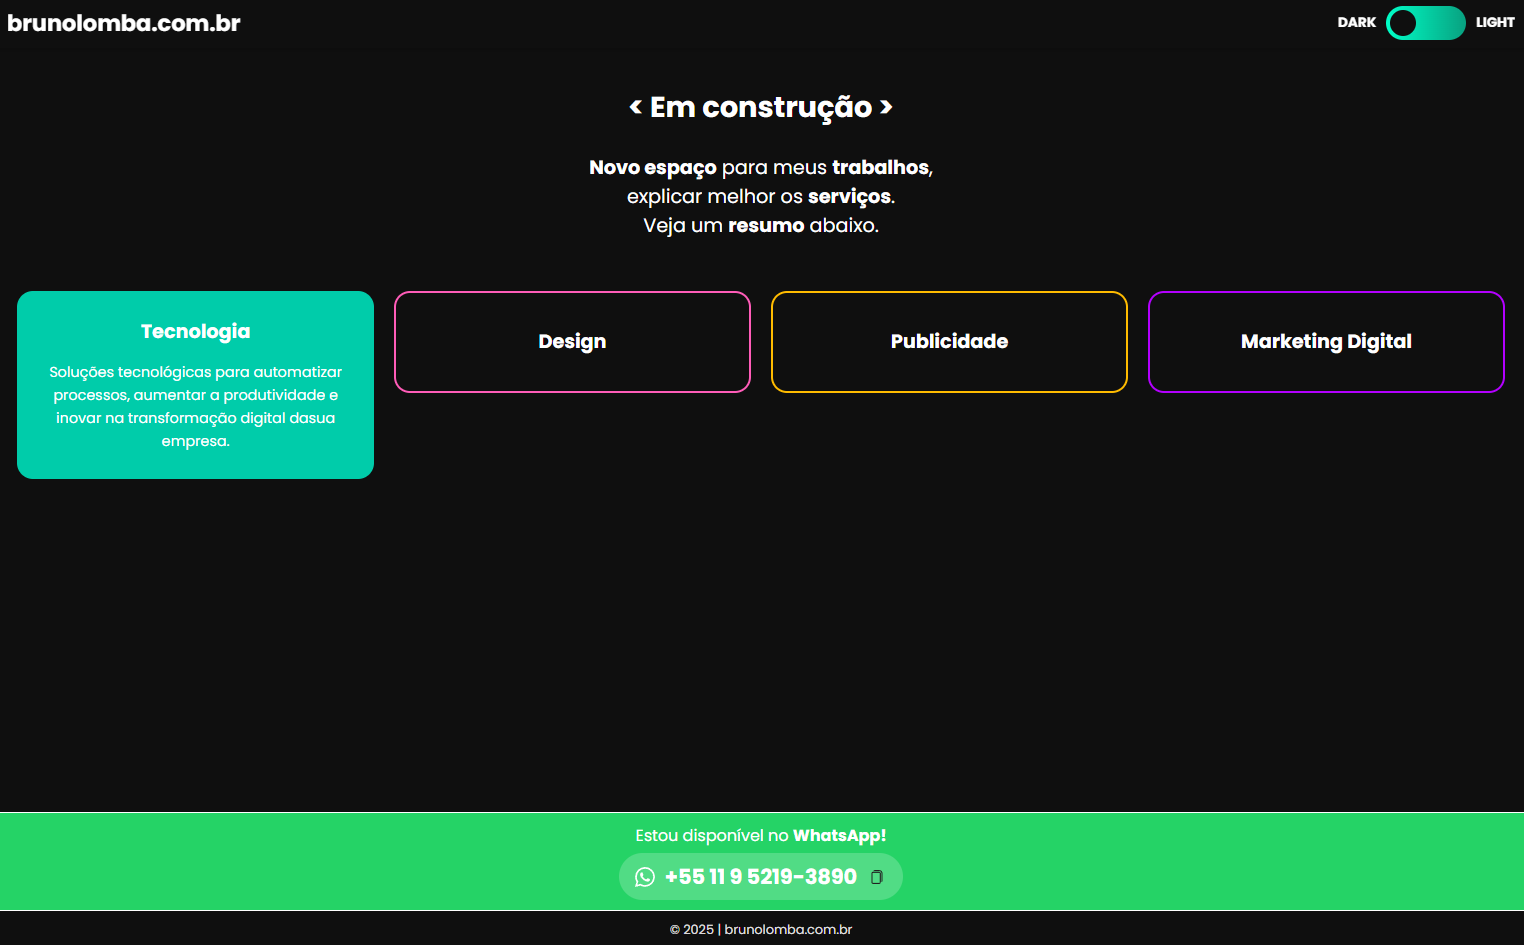 brunolomba.com.br
DARK
LIGHT
< Em construção >
Novo espaço para meus trabalhos,
explicar melhor os serviços.
Veja um resumo abaixo.
Tecnologia
Soluções tecnológicas para automatizar
processos, aumentar a produtividade e
inovar na transformação digital dasua
empresa.
Design
Publicidade
Marketing Digital
Estou disponível no WhatsApp!
+55 11 9 5219-3890
© 2025 | brunolomba.com.br